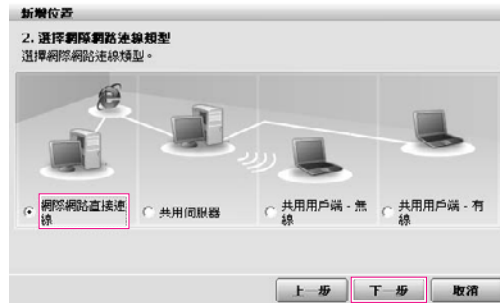 新增位置
2. 選擇網際網路連線類型
選擇網際網路連線類型。
網際網路直接連線
共用伺服器
共用用戶端 - 無線
共用用戶端 - 有線
上一步
下一步
取消